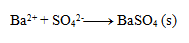 Ba²⁺ + SO₄²⁻ ⟶ BaSO₄ (s)